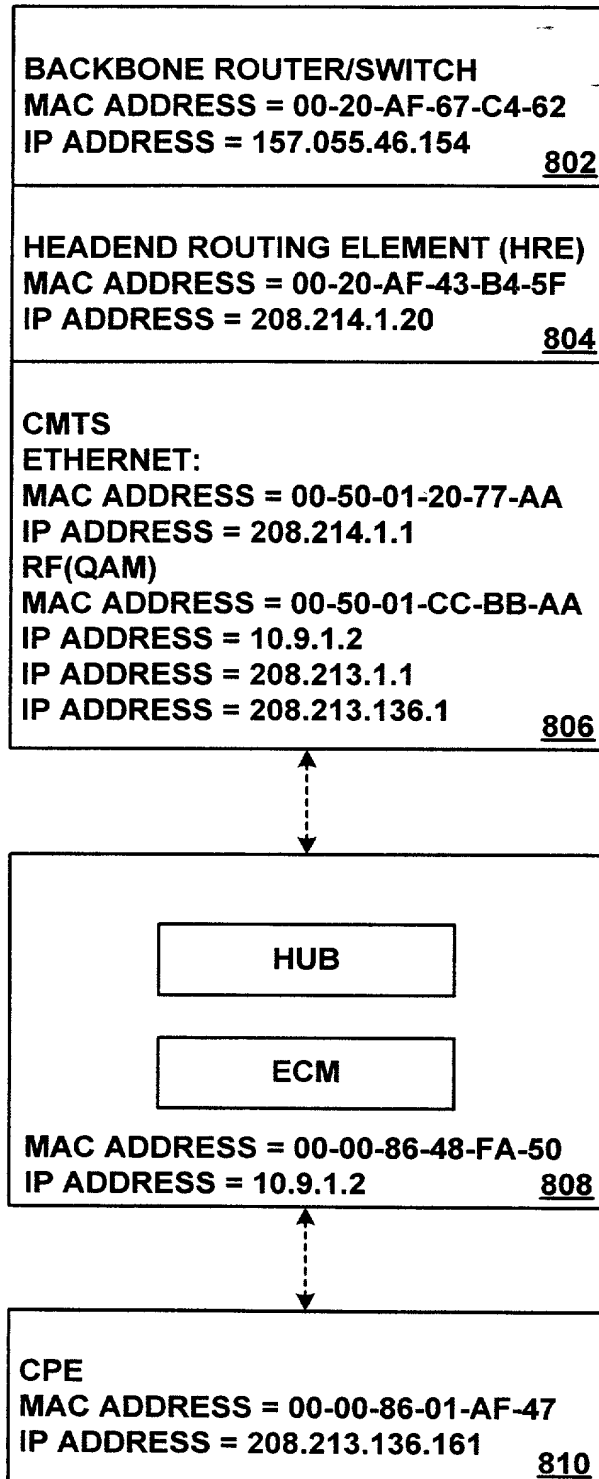 BACKBONE ROUTER/SWITCH
MAC ADDRESS = 00-20-AF-67-C4-62
IP ADDRESS = 157.055.46.154
802
HEADEND ROUTING ELEMENT (HRE)
MAC ADDRESS = 00-20-AF-43-B4-5F
IP ADDRESS = 208.214.1.20
804
CMTS
ETHERNET:
MAC ADDRESS = 00-50-01-20-77-AA
IP ADDRESS = 208.214.1.1
RF(QAM)
MAC ADDRESS = 00-50-01-CC-BB-AA
IP ADDRESS = 10.9.1.2
IP ADDRESS = 208.213.1.1
IP ADDRESS = 208.213.136.1
806
HUB
ECM
MAC ADDRESS = 00-00-86-48-FA-50
IP ADDRESS = 10.9.1.2
808
CPE
MAC ADDRESS = 00-00-86-01-AF-47
IP ADDRESS = 208.213.136.161
810